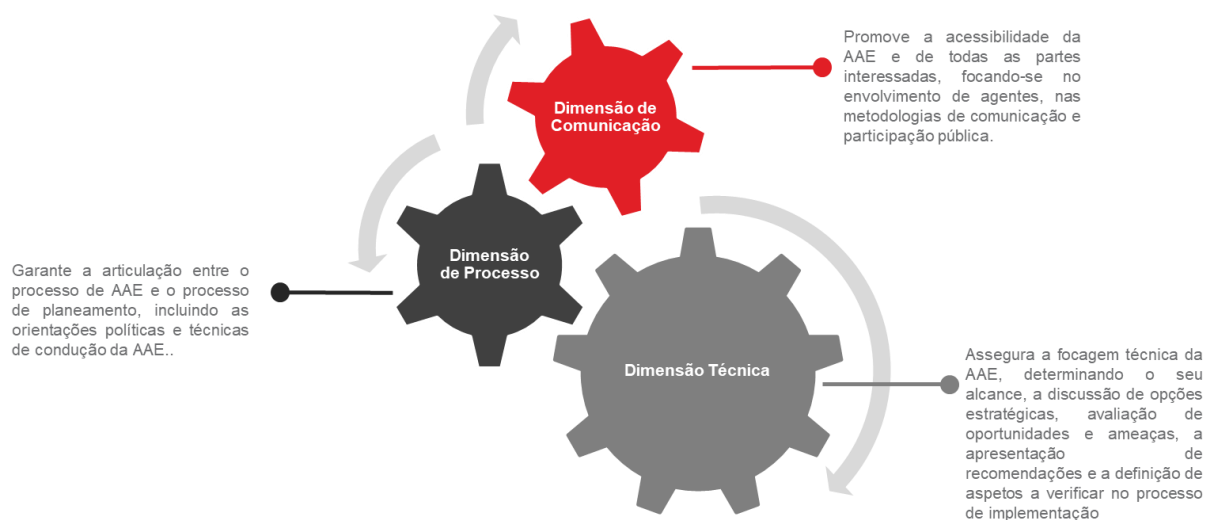 Dimensão de
Comunicação
Promove a acessibilidade da
AAE e de todas as partes
interessadas, focando-se no
envolvimento de agentes, nas
metodologias de comunicação e
participação pública.
Dimensão
de Processo
Garante a articulação entre o
processo de AAE e o processo
de planeamento, incluindo as
orientações políticas e técnicas
de condução da AAE..
Dimensão Técnica
Assegura a focagem técnica da
AAE, determinando o seu
alcance, a discussão de opções
estratégicas, avaliação de
oportunidades e ameaças, a
apresentação de
recomendações e a definição de
aspetos a verificar no processo
de implementação